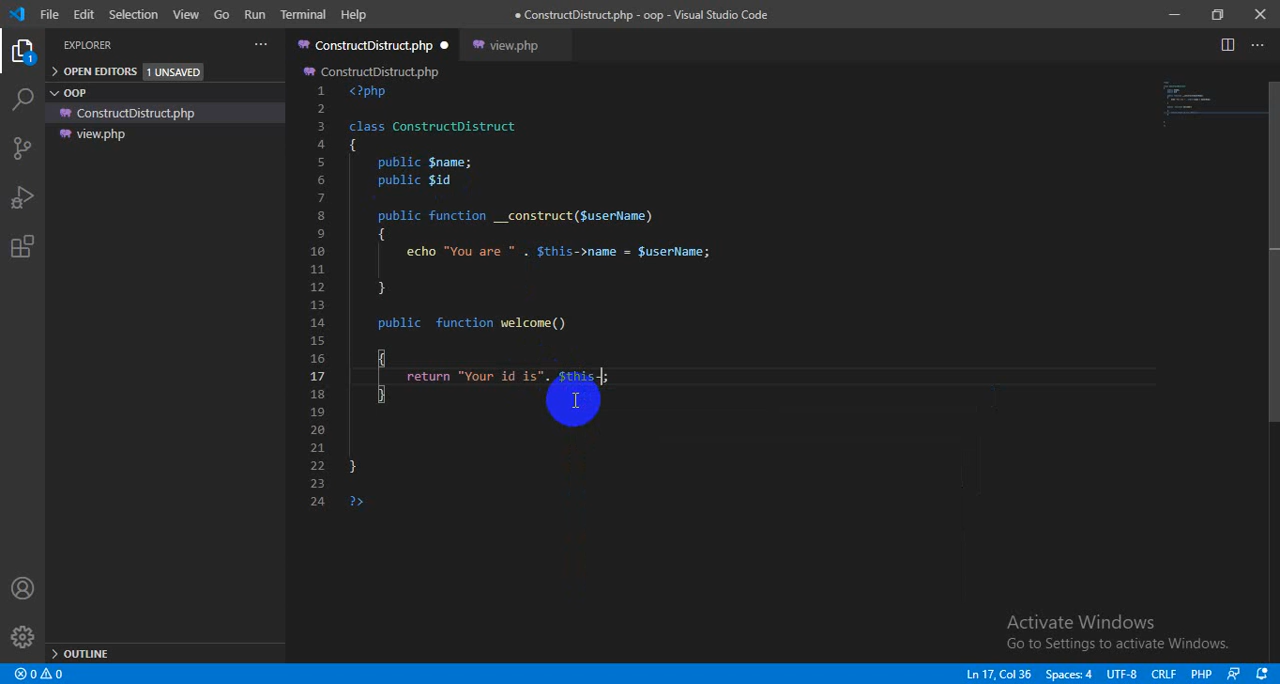 File Edit Selection View Go Run Terminal Help ● ConstructDistruct.php - oop - Visual Studio Code
EXPLORER ···
OPEN EDITORS 1 UNSAVED
OOP
ConstructDistruct.php
view.php
OUTLINE
1
ConstructDistruct.php ● view.php
ConstructDistruct.php
1 <?php
2
3 class ConstructDistruct
4 {
5 public $name;
6 public $id
7
8 public function __construct($userName)
9 {
10 echo "You are " . $this->name = $userName;
11
12 }
13
14 public  function welcome()
15
16 {
17 return "Your id is". $this-;
18 }
19
20
21
22 }
23
24 ?>
Activate Windows
Go to Settings to activate Windows.
0 0 Ln 17, Col 36 Spaces: 4 UTF-8 CRLF PHP